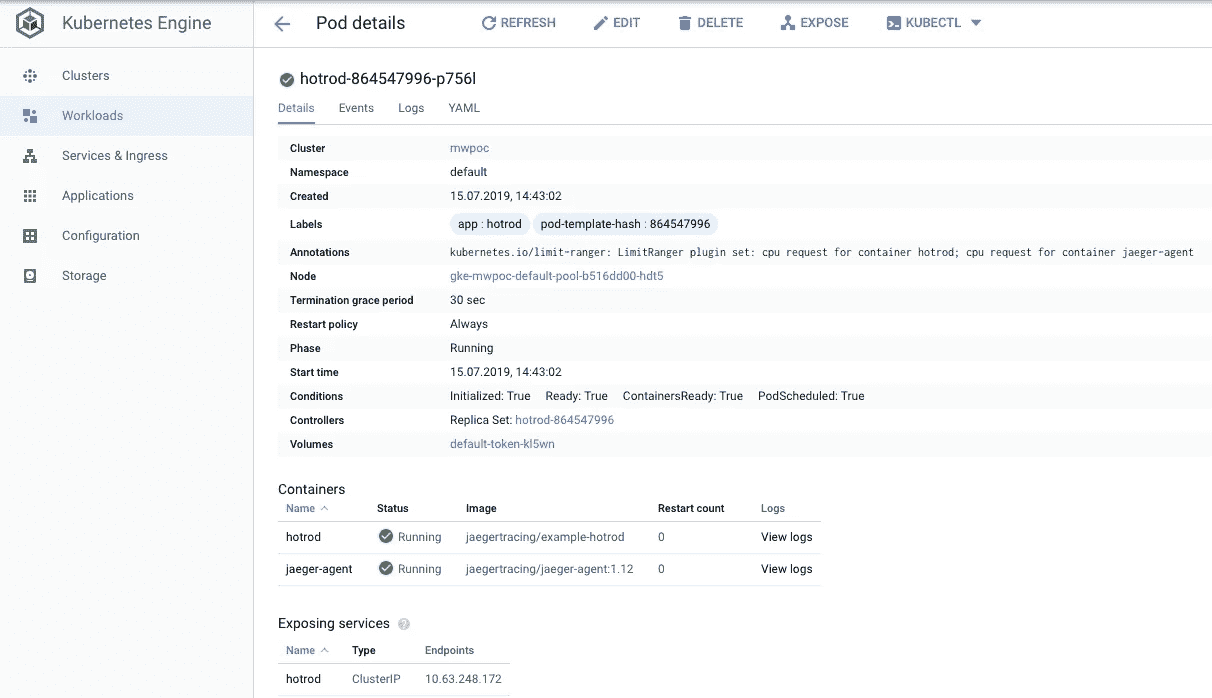 Kubernetes Engine
Pod details
REFRESH EDIT DELETE EXPOSE KUBECTL
Clusters
Workloads
Services & Ingress
Applications
Configuration
Storage
hotrod-864547996-p756l
Details Events Logs YAML
Cluster mwpoc
Namespace default
Created 15.07.2019, 14:43:02
Labels app : hotrod pod-template-hash : 864547996
Annotations kubernetes.io/limit-ranger: LimitRanger plugin set: cpu request for container hotrod; cpu request for container jaeger-agent
Node gke-mwpoc-default-pool-b516dd00-hdt5
Termination grace period 30 sec
Restart policy Always
Phase Running
Start time 15.07.2019, 14:43:02
Conditions Initialized: True Ready: True ContainersReady: True PodScheduled: True
Controllers Replica Set: hotrod-864547996
Volumes default-token-kl5wn
Containers
Name Status Image Restart count Logs
hotrod Running jaegertracing/example-hotrod 0 View logs
jaeger-agent Running jaegertracing/jaeger-agent:1.12 0 View logs
Exposing services ?
Name Type Endpoints
hotrod ClusterIP 10.63.248.172